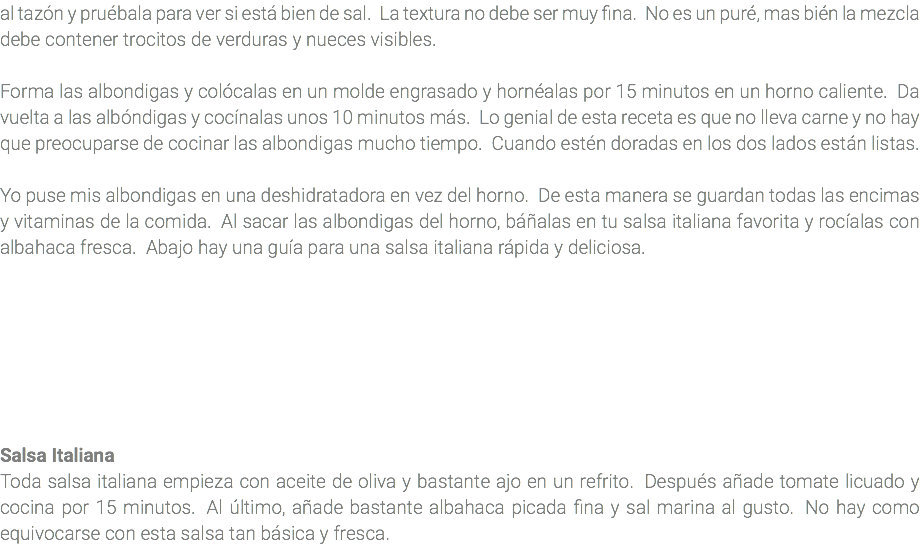 al tazón y pruébala para ver si está bien de sal. La textura no debe ser muy fina. No es un puré, mas bién la mezcla
debe contener trocitos de verduras y nueces visibles.
Forma las albondigas y colócalas en un molde engrasado y hornéalas por 15 minutos en un horno caliente. Da
vuelta a las albóndigas y cocínalas unos 10 minutos más. Lo genial de esta receta es que no lleva carne y no hay
que preocuparse de cocinar las albondigas mucho tiempo. Cuando estén doradas en los dos lados están listas.
Yo puse mis albondigas en una deshidratadora en vez del horno. De esta manera se guardan todas las encimas
y vitaminas de la comida. Al sacar las albondigas del horno, báñalas en tu salsa italiana favorita y rocíalas con
albahaca fresca. Abajo hay una guía para una salsa italiana rápida y deliciosa.
Salsa Italiana
Toda salsa italiana empieza con aceite de oliva y bastante ajo en un refrito. Después añade tomate licuado y
cocina por 15 minutos. Al último, añade bastante albahaca picada fina y sal marina al gusto. No hay como
equivocarse con esta salsa tan básica y fresca.